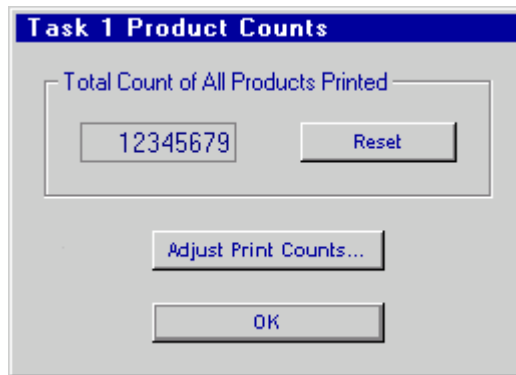 Task 1 Product Counts
Total Count of All Products Printed
12345679 Reset
Adjust Print Counts...
OK